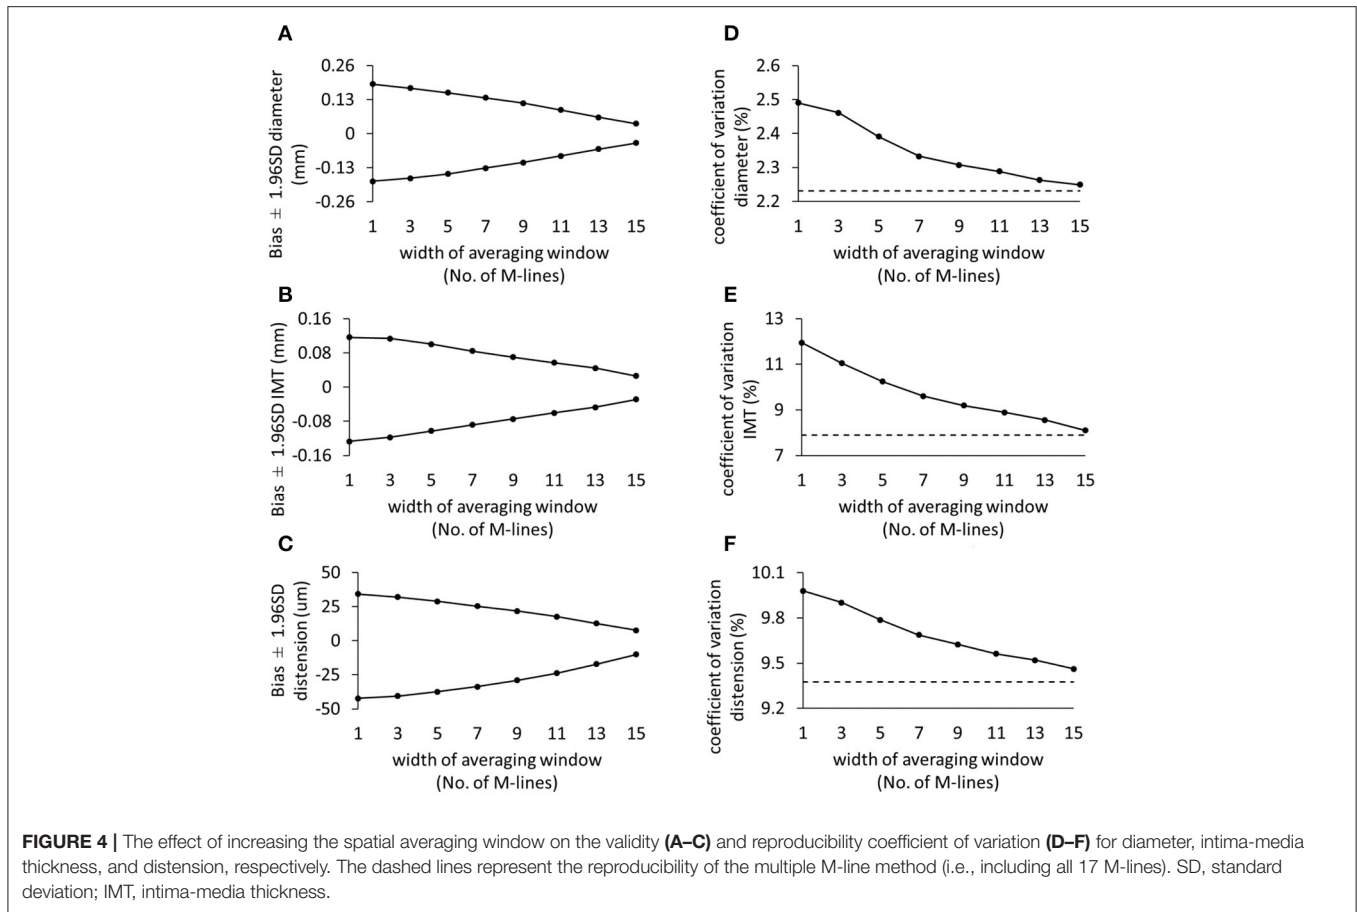 A
Bias ± 1.96SD diameter
(mm)
0.26
0.13
0
-0.13
-0.26
1 3 5 7 9 11 13 15
width of averaging window
(No. of M-lines)
D
coefficient of variation
diameter (%)
2.6
2.5
2.4
2.3
2.2
1 3 5 7 9 11 13 15
width of averaging window
(No. of M-lines)
B
Bias ± 1.96SD IMT (mm)
0.16
0.08
0
-0.08
-0.16
1 3 5 7 9 11 13 15
width of averaging window
(No. of M-lines)
E
coefficient of variation
IMT (%)
13
11
9
7
1 3 5 7 9 11 13 15
width of averaging window
(No. of M-lines)
C
Bias ± 1.96SD
distension (um)
50
25
0
-25
-50
1 3 5 7 9 11 13 15
width of averaging window
(No. of M-lines)
F
coefficient of variation
distension (%)
10.1
9.8
9.5
9.2
1 3 5 7 9 11 13 15
width of averaging window
(No. of M-lines)
FIGURE 4 | The effect of increasing the spatial averaging window on the validity (A–C) and reproducibility coefficient of variation (D–F) for diameter, intima-media
thickness, and distension, respectively. The dashed lines represent the reproducibility of the multiple M-line method (i.e., including all 17 M-lines). SD, standard
deviation; IMT, intima-media thickness.